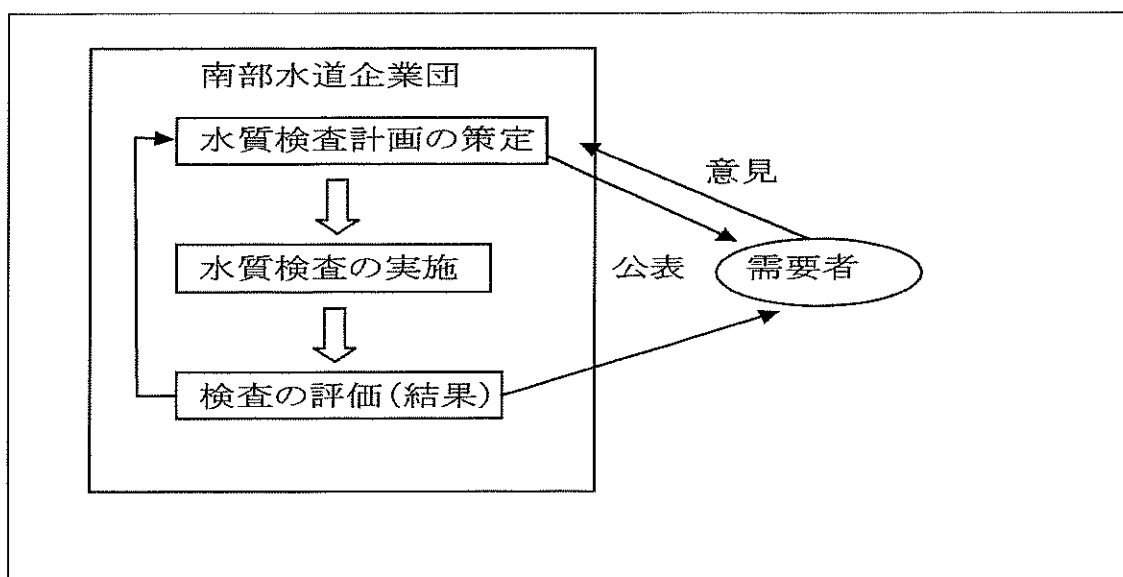 南部水道企業団
水質検査計画の策定
意見
水質検査の実施
公表
需要者
検査の評価(結果)